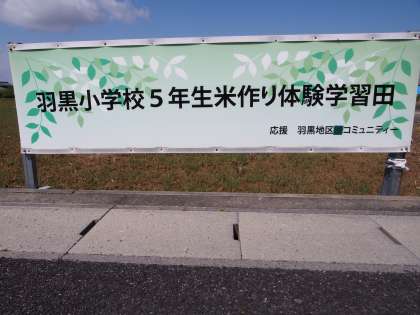 羽黒小学校5年生米作り体験学習田
応援 羽黒地区コミュニティー